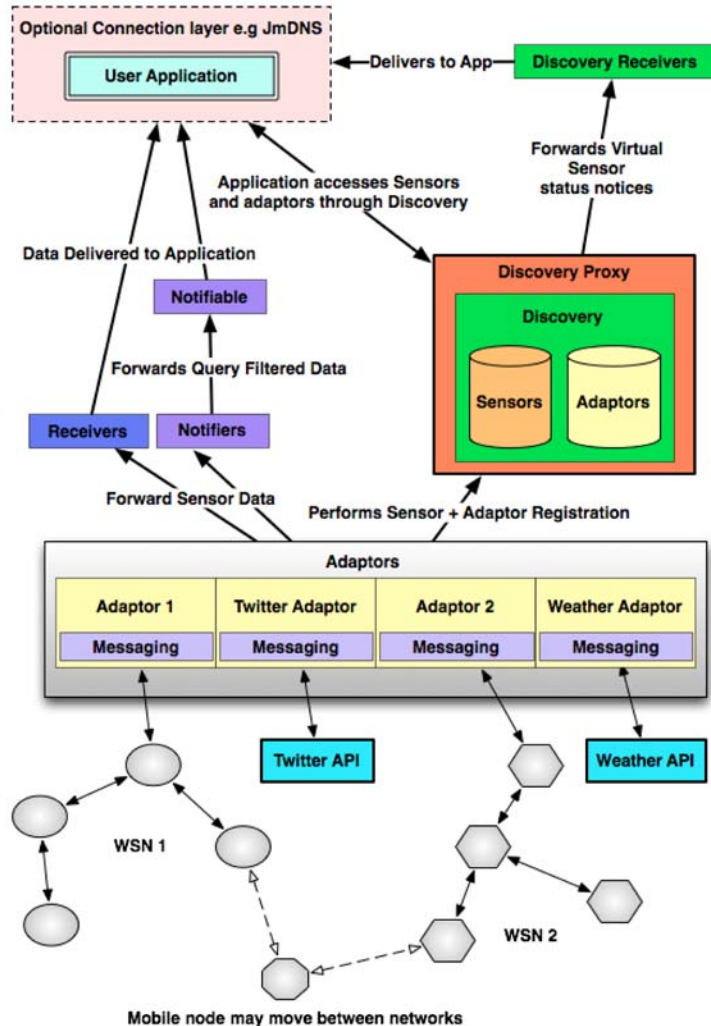 Optional Connection layer e.g JmDNS
User Application
Delivers to App
Discovery Receivers
Forwards Virtual
Sensor
status notices
Application accesses Sensors
and adaptors through Discovery
Data Delivered to Application
Discovery Proxy
Notifiable
Discovery
Forwards Query Filtered Data
Sensors
Adaptors
Receivers
Notifiers
Forward Sensor Data
Performs Sensor + Adaptor Registration
Adaptors
Adaptor 1
Twitter Adaptor
Adaptor 2
Weather Adaptor
Messaging
Messaging
Messaging
Messaging
Twitter API
Weather API
WSN 1
WSN 2
Mobile node may move between networks